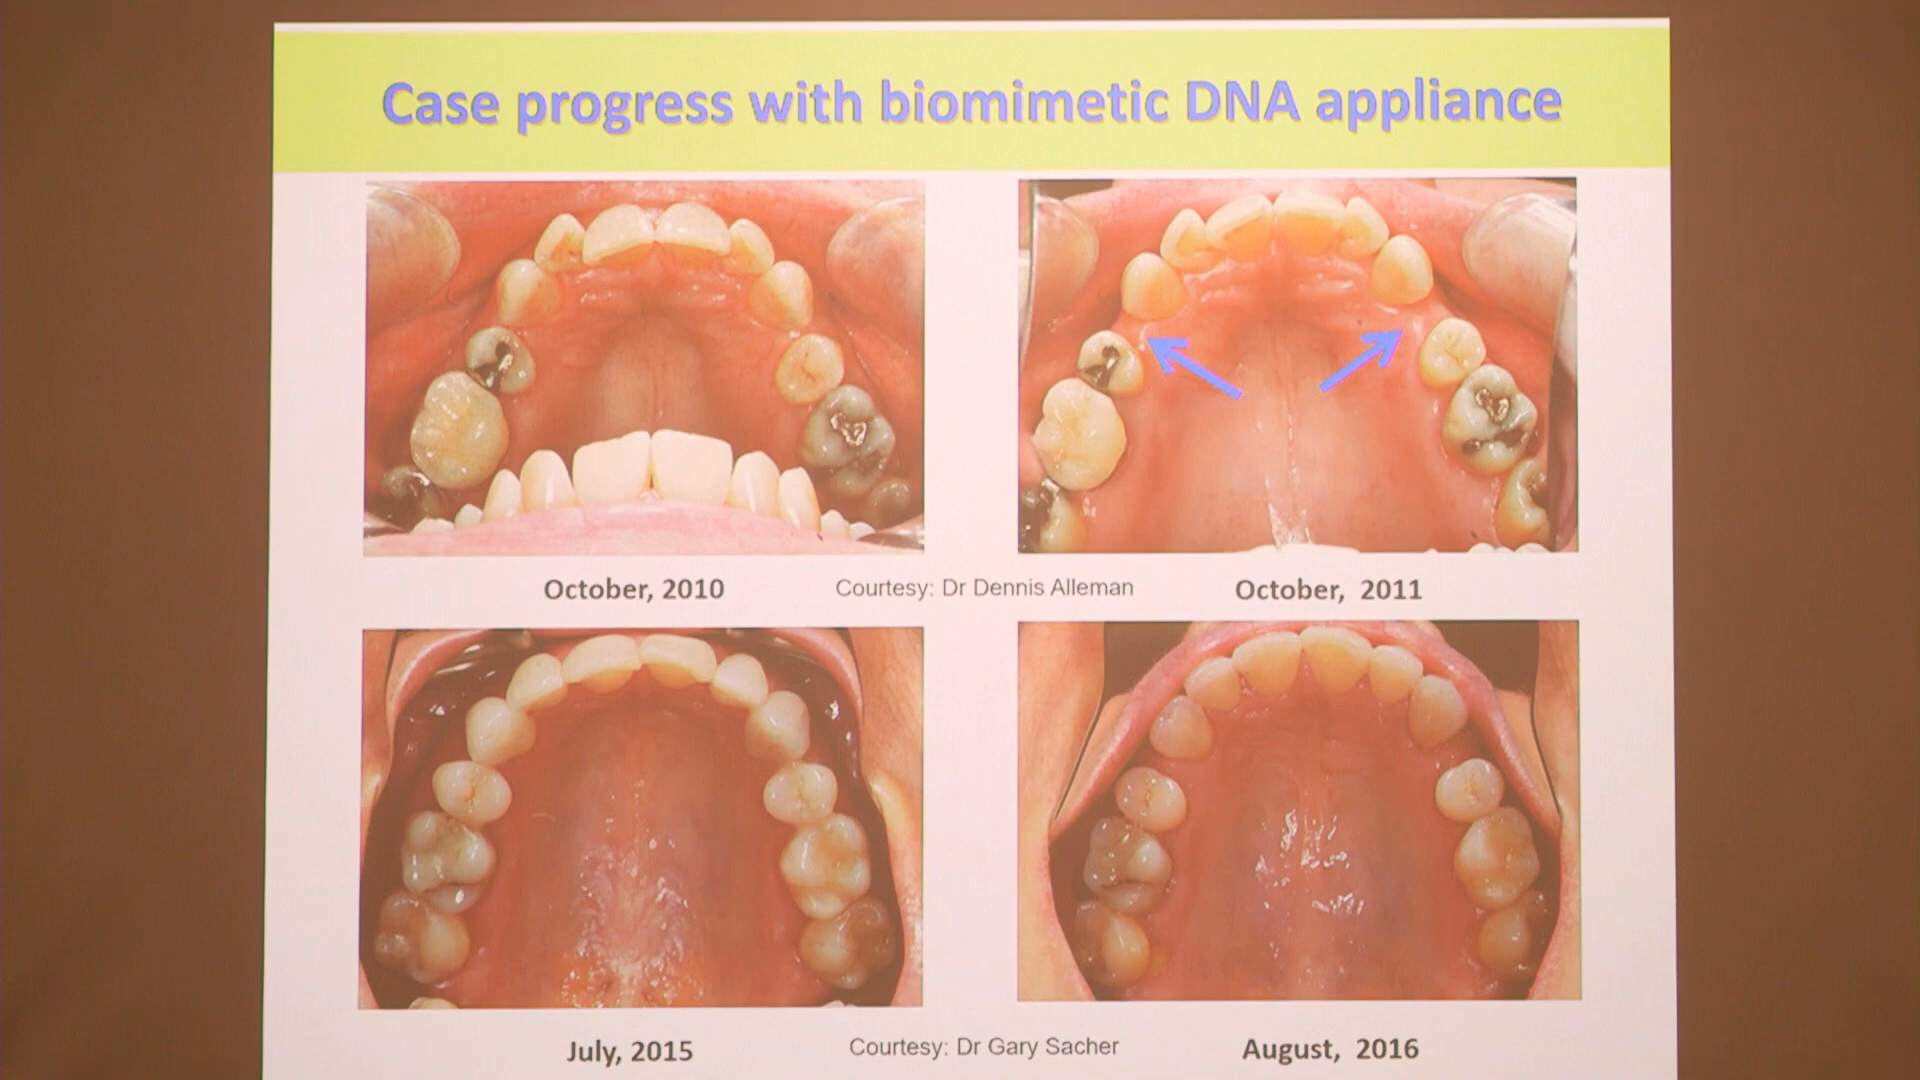 Case progress with biomimetic DNA appliance
October, 2010
Courtesy: Dr Dennis Alleman
October, 2011
July, 2015
Courtesy: Dr Gary Sacher
August, 2016